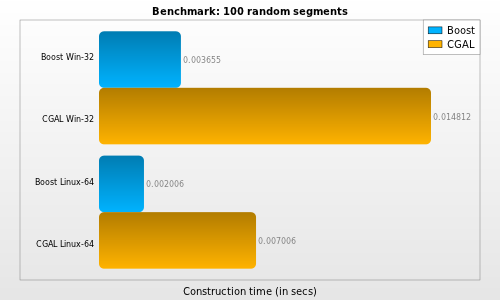 Benchmark: 100 random segments
Boost
CGAL
Boost Win-32
0.003655
CGAL Win-32
0.014812
Boost Linux-64
0.002006
CGAL Linux-64
0.007006
Construction time (in secs)